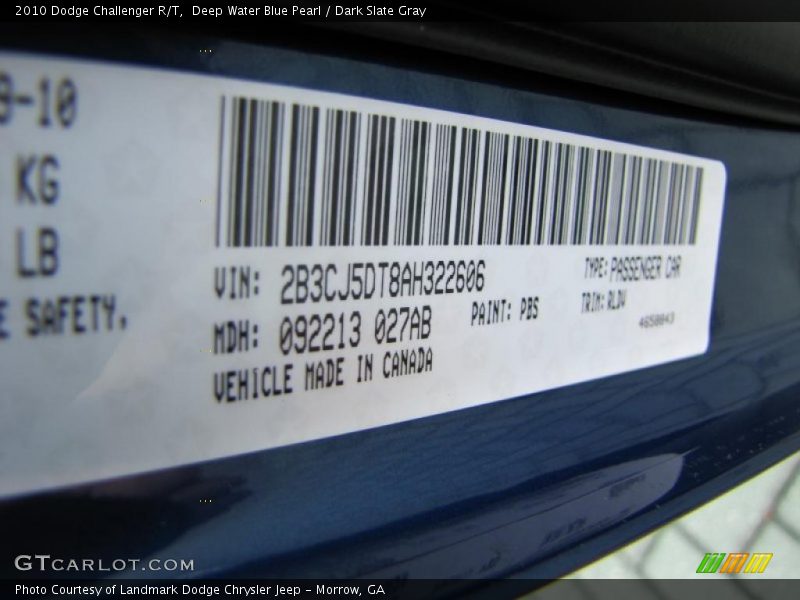 2010 Dodge Challenger R/T,  Deep Water Blue Pearl / Dark Slate Gray
9-10
KG
LB
E SAFETY.
VIN: 2B3CJ5DT8AH322606
TYPE: PASSENGER CAR
MDH: 092213 027AB
PAINT: PBS
TRIM: RLDV
4658043
VEHICLE MADE IN CANADA
GTCARLOT.COM
Photo Courtesy of Landmark Dodge Chrysler Jeep – Morrow, GA